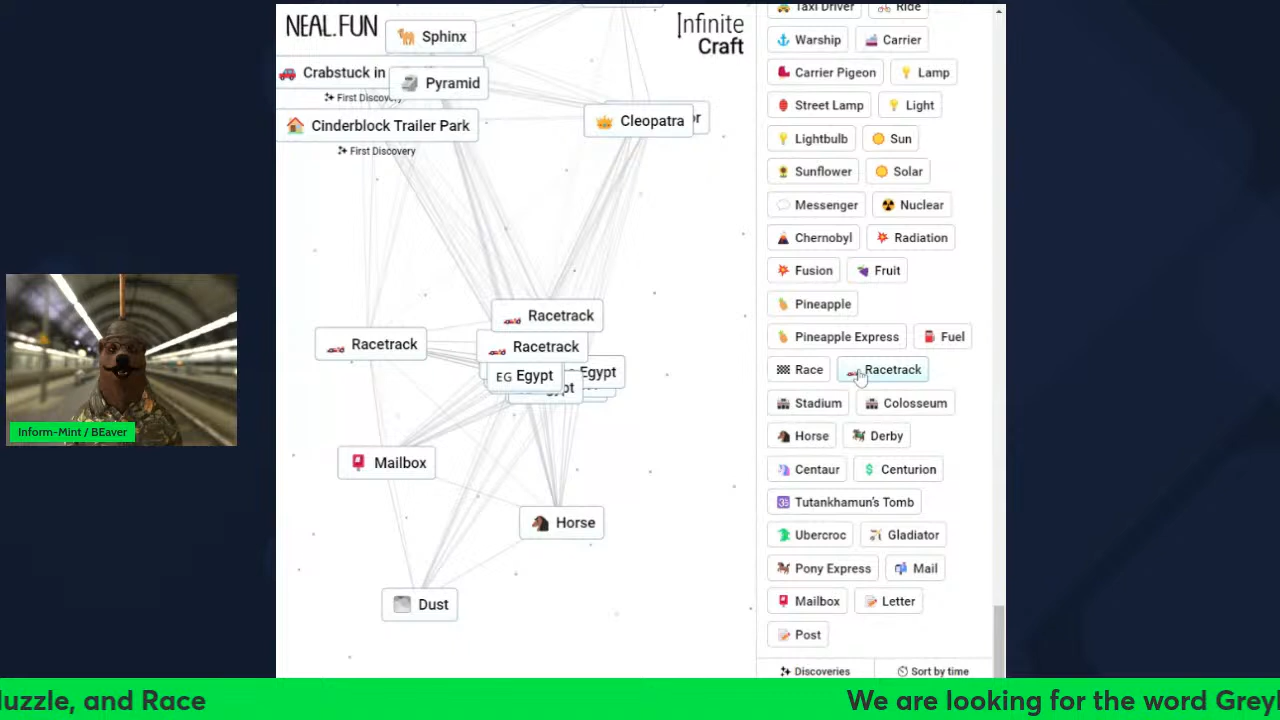 NEAL.FUN
Infinite
Craft
Sphinx
Crabstuck in
Pyramid
First Discovery
Cinderblock Trailer Park
First Discovery
Cleopatra
Racetrack
Racetrack
Racetrack
EG Egypt
Egypt
Mailbox
Horse
Dust
Taxi Driver
Ride
Warship
Carrier
Carrier Pigeon
Lamp
Street Lamp
Light
Lightbulb
Sun
Sunflower
Solar
Messenger
Nuclear
Chernobyl
Radiation
Fusion
Fruit
Pineapple
Pineapple Express
Fuel
Race
Racetrack
Stadium
Colosseum
Horse
Derby
Centaur
Centurion
Tutankhamun's Tomb
Ubercroc
Gladiator
Pony Express
Mail
Mailbox
Letter
Post
Discoveries
Sort by time
Inform-Mint / BEaver
uzzle, and Race
We are looking for the word Grey